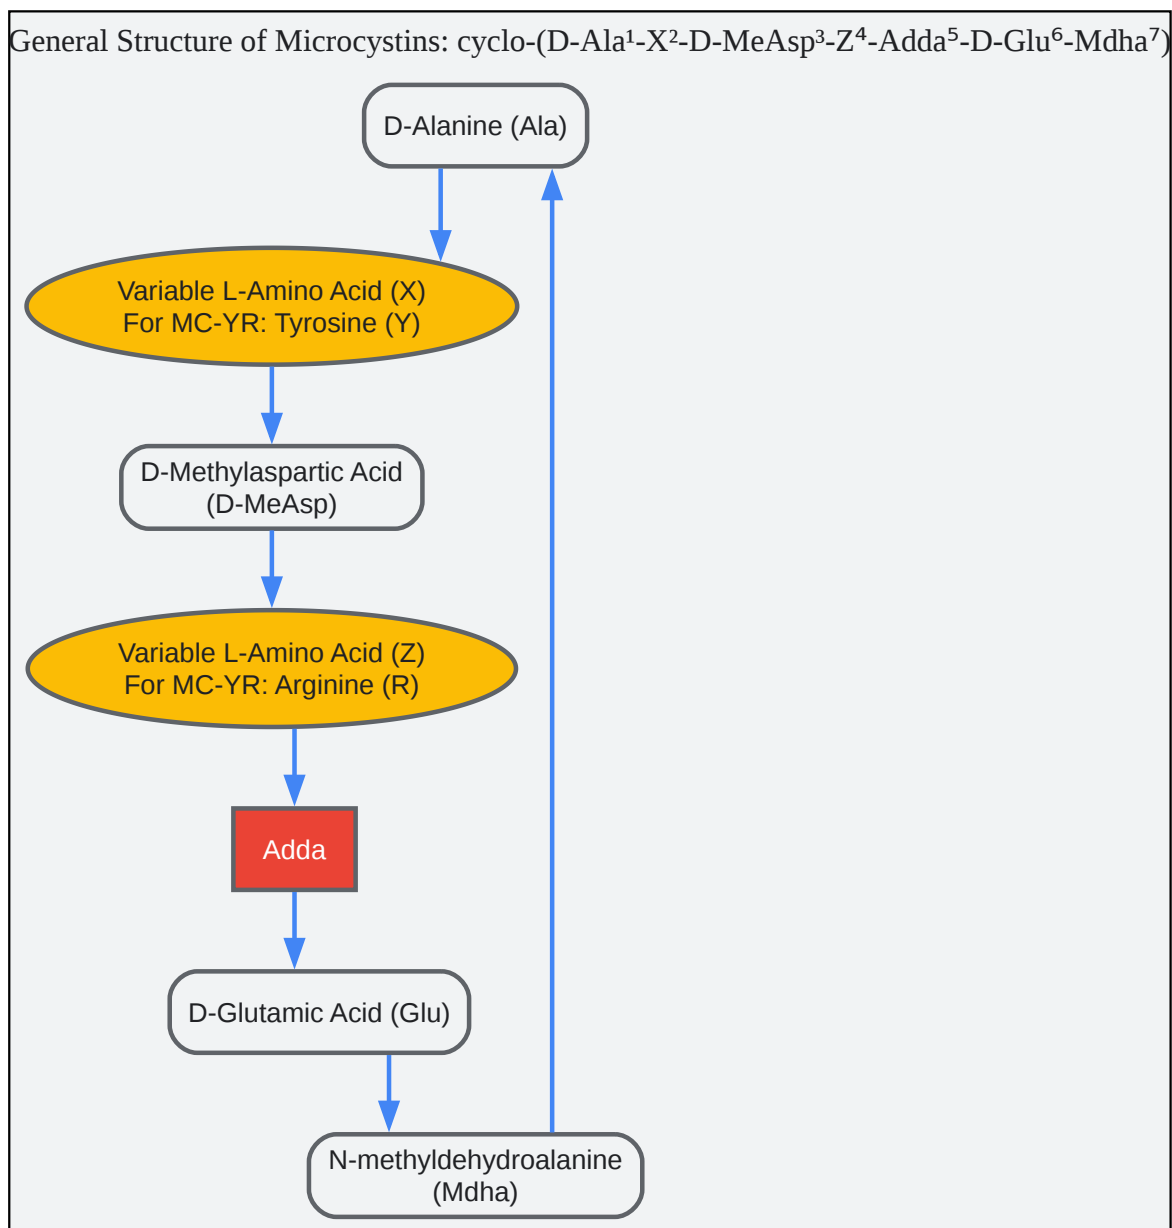 General Structure of Microcystins: cyclo-(D-Ala¹-X²-D-MeAsp³-Z⁴-Adda⁵-D-Glu⁶-Mdha⁷)
D-Alanine (Ala)
Variable L-Amino Acid (X)
For MC-YR: Tyrosine (Y)
D-Methylaspartic Acid
(D-MeAsp)
Variable L-Amino Acid (Z)
For MC-YR: Arginine (R)
Adda
D-Glutamic Acid (Glu)
N-methyldehydroalanine
(Mdha)